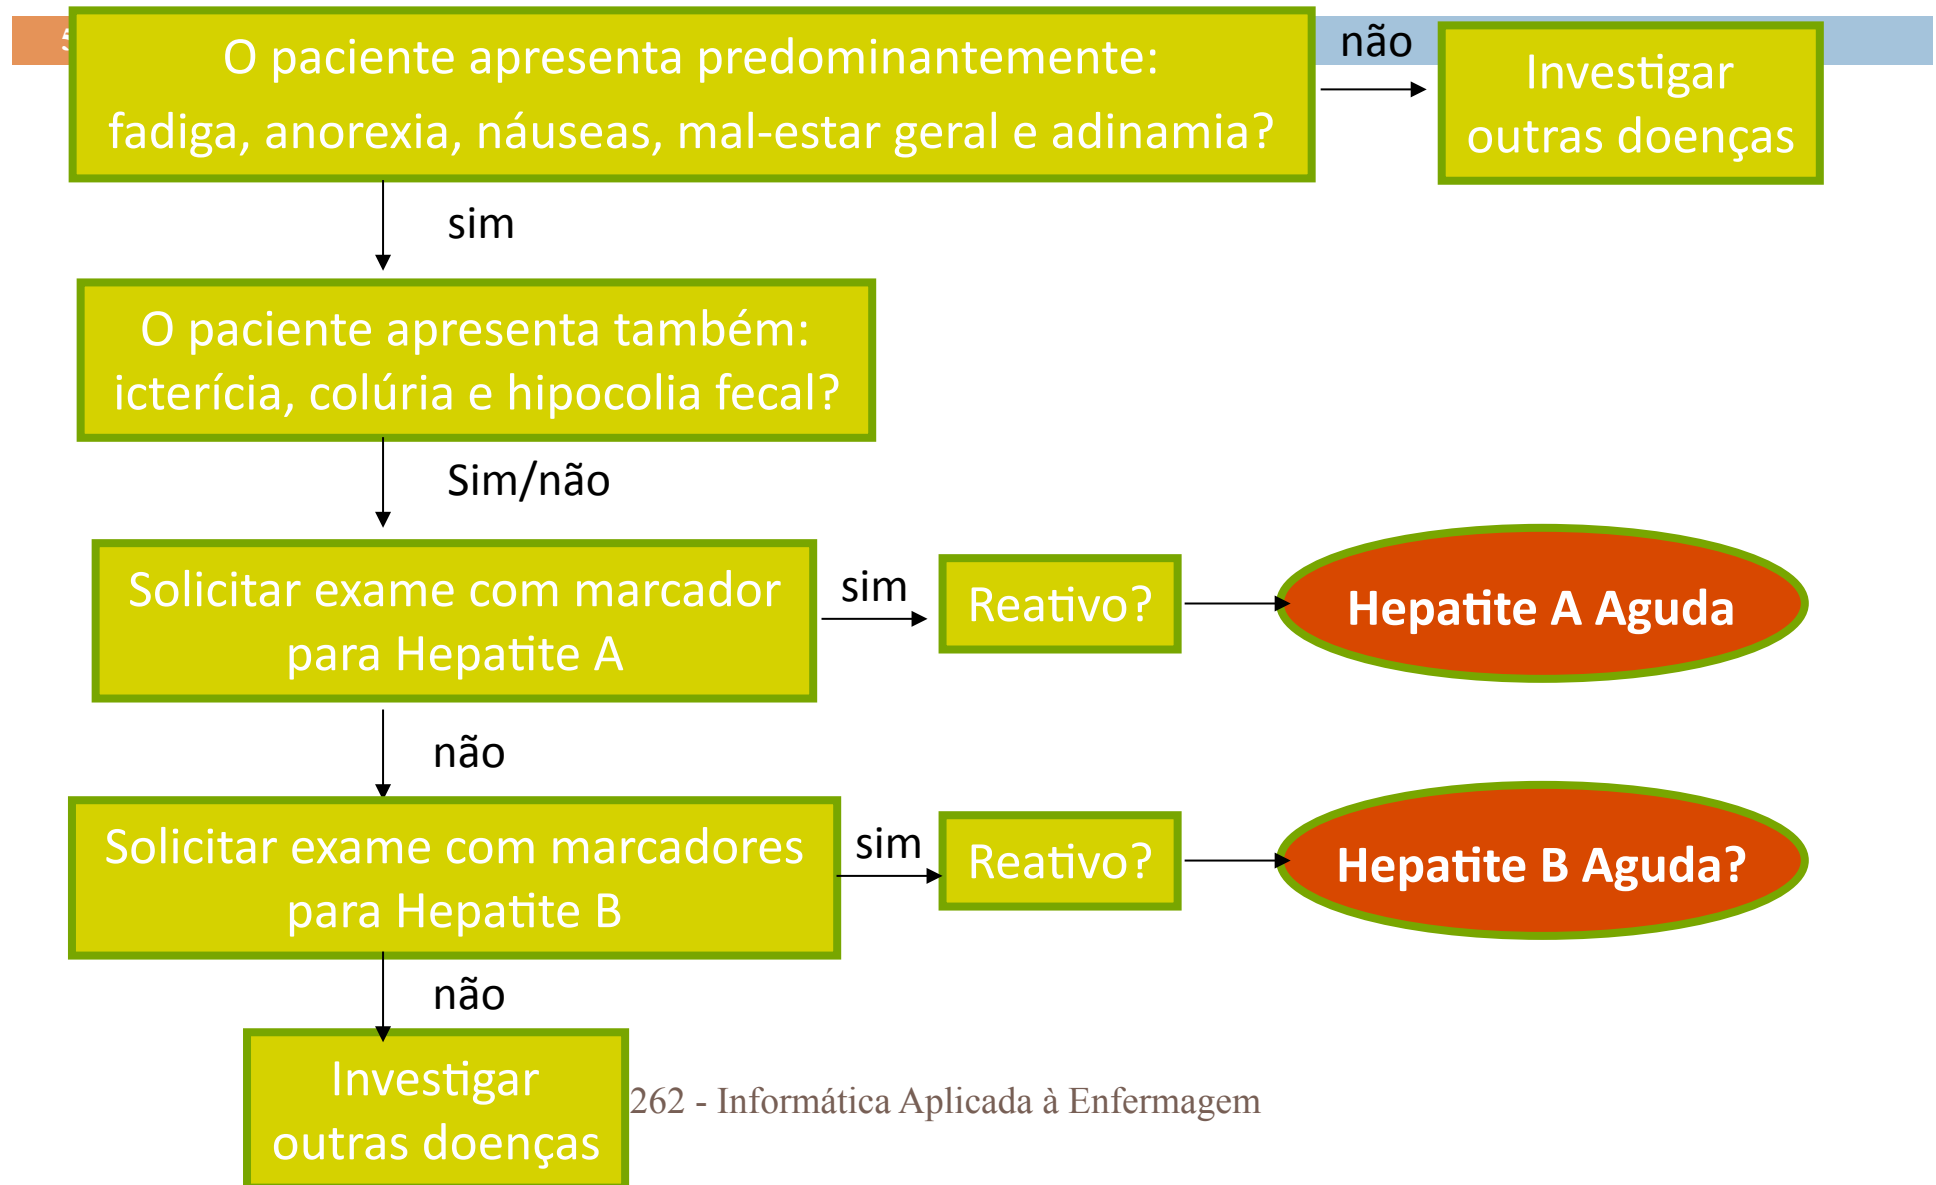 O paciente apresenta predominantemente:
fadiga, anorexia, náuseas, mal-estar geral e adinamia?
não
Investigar
outras doenças
sim
O paciente apresenta também:
icterícia, colúria e hipocolia fecal?
Sim/não
Solicitar exame com marcador
para Hepatite A
sim
Reativo?
Hepatite A Aguda
não
Solicitar exame com marcadores
para Hepatite B
sim
Reativo?
Hepatite B Aguda?
não
Investigar
outras doenças
262 - Informática Aplicada à Enfermagem